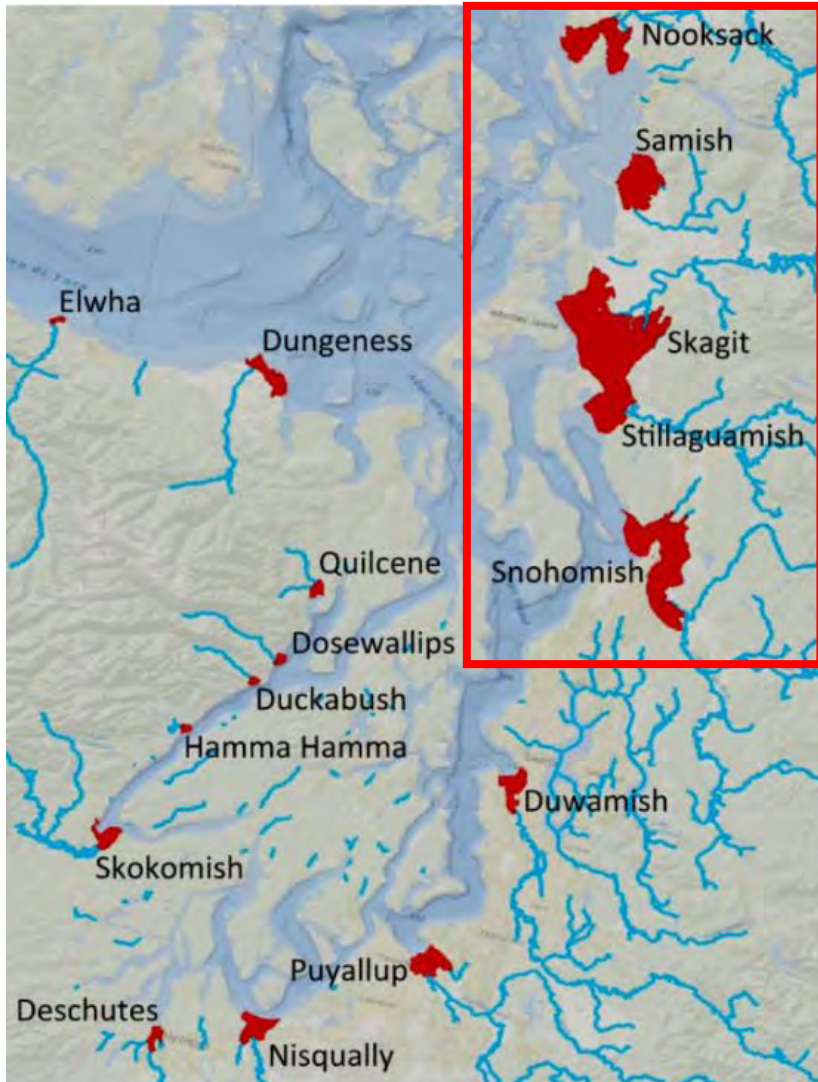 Nooksack
Samish
Elwha
Dungeness
Skagit
Stillaguamish
Quilcene
Snohomish
Dosewallips
Duckabush
Hamma Hamma
Duwamish
Skokomish
Puyallup
Deschutes
Nisqually